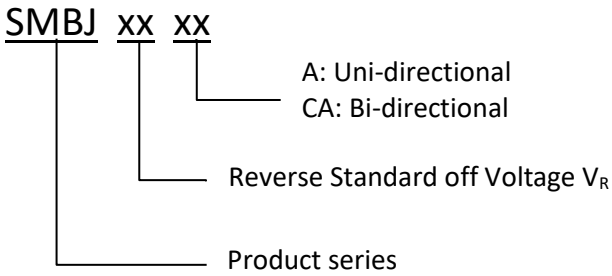 SMBJ xx xx
A: Uni-directional
CA: Bi-directional
Reverse Standard off Voltage VR
Product series